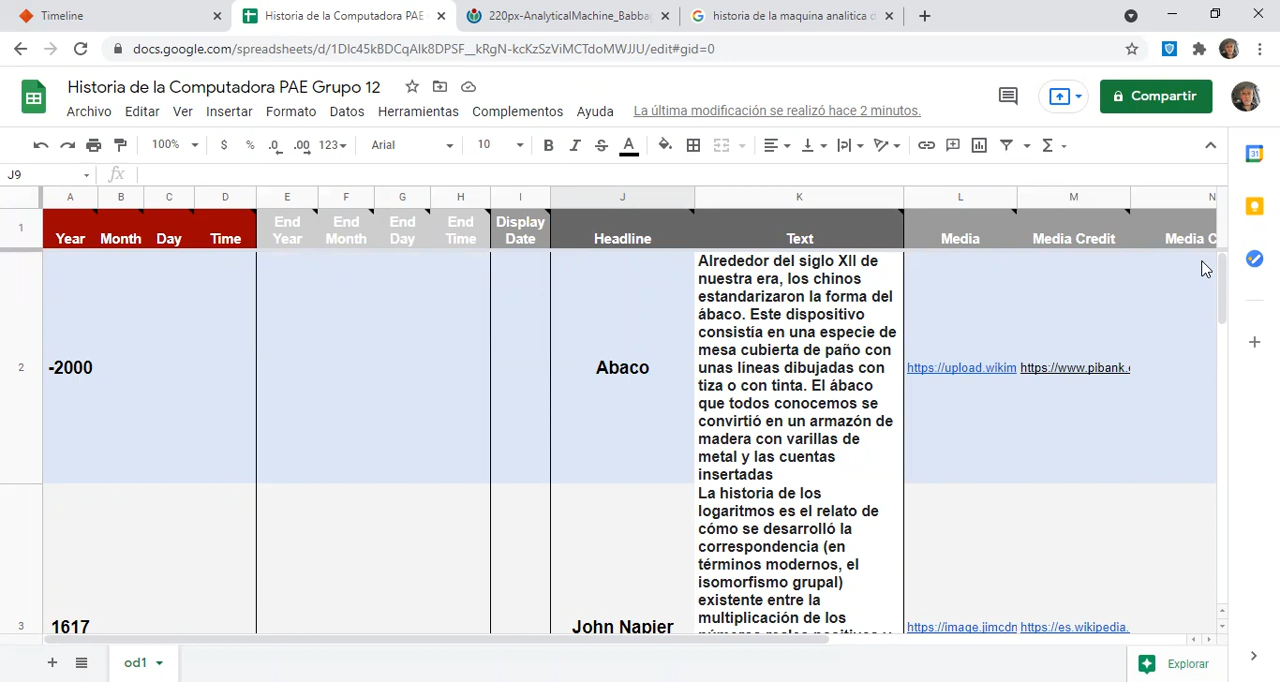 Timeline
Historia de la Computadora PAE
220px-AnalyticalMachine_Babbag
historia de la maquina analitica d
docs.google.com/spreadsheets/d/1Dlc45kBDCqAIk8DPSF__kRgN-kcKzSzViMCTdoMWJJU/edit#gid=0
Historia de la Computadora PAE Grupo 12
Archivo Editar Ver Insertar Formato Datos Herramientas Complementos Ayuda La última modificación se realizó hace 2 minutos.
Compartir
100% $ % .0 .00 123 Arial 10 B I S A Σ
J9 fx
A B C D E F G H I J K L M N
1 Year Month Day Time End Year End Month End Day End Time Display Date Headline Text Media Media Credit Media C
2 -2000 Abaco
Alrededor del siglo XII de
nuestra era, los chinos
estandarizaron la forma del
ábaco. Este dispositivo
consistía en una especie de
mesa cubierta de paño con
unas líneas dibujadas con
tiza o con tinta. El ábaco
que todos conocemos se
convirtió en un armazón de
madera con varillas de
metal y las cuentas
insertadas
https://upload.wikim https://www.pibank.
3 1617 John Napier
La historia de los
logaritmos es el relato de
cómo se desarrolló la
correspondencia (en
términos modernos, el
isomorfismo grupal)
existente entre la
multiplicación de los
números reales positivos y
https://image.jimcdn https://es.wikipedia.
od1
Explorar
31